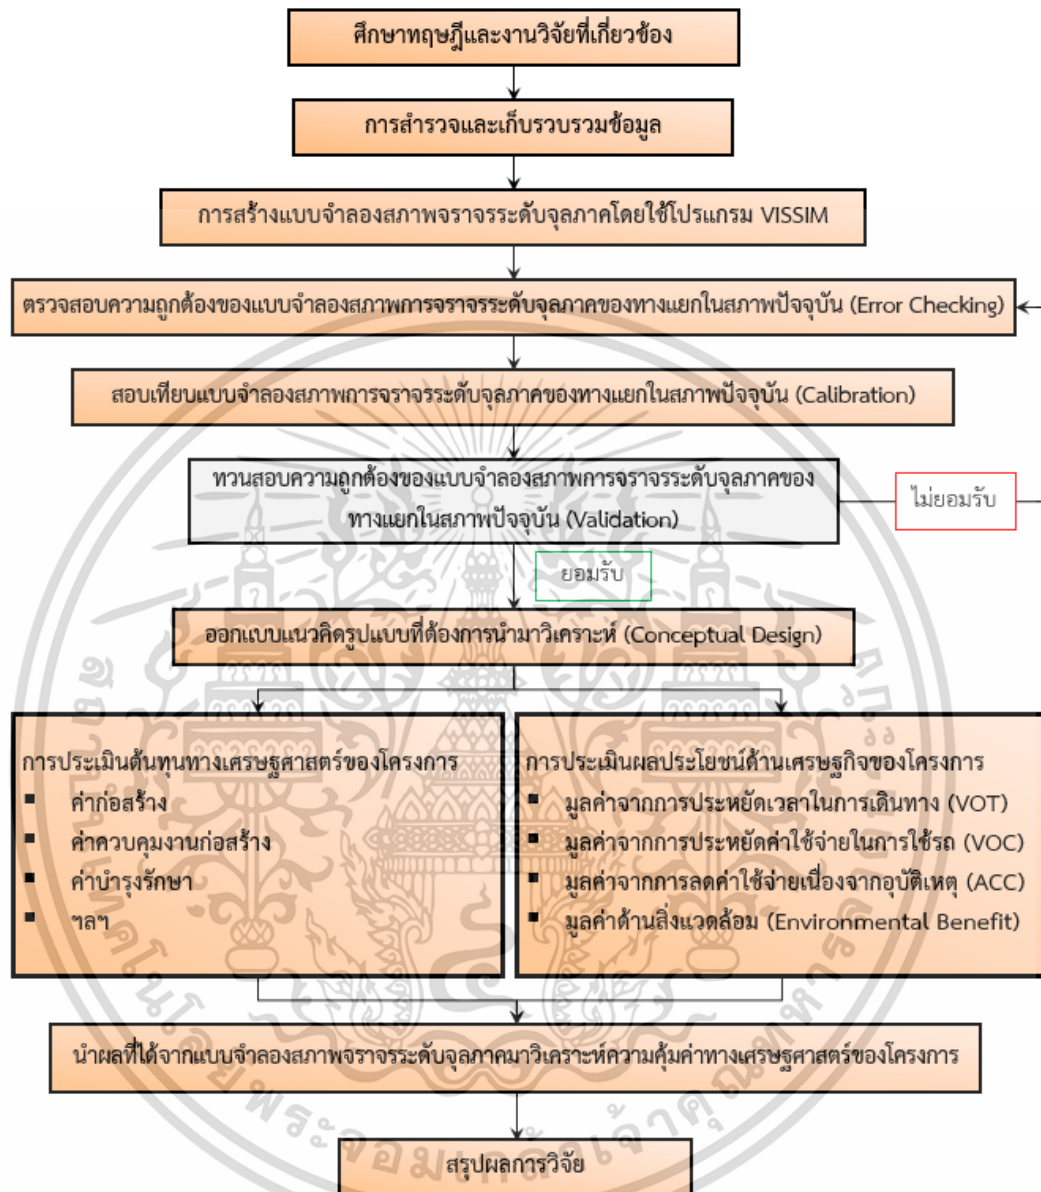 ศึกษาทฤษฎีและงานวิจัยที่เกี่ยวข้อง
การสำรวจและเก็บรวบรวมข้อมูล
การสร้างแบบจำลองสภาพจราจรระดับจุลภาคโดยใช้โปรแกรม VISSIM
ตรวจสอบความถูกต้องของแบบจำลองสภาพการจราจรระดับจุลภาคของทางแยกในสภาพปัจจุบัน (Error Checking)
สอบเทียบแบบจำลองสภาพการจราจรระดับจุลภาคของทางแยกในสภาพปัจจุบัน (Calibration)
ทวนสอบความถูกต้องของแบบจำลองสภาพการจราจรระดับจุลภาคของ
ทางแยกในสภาพปัจจุบัน (Validation)
ไม่ยอมรับ
ยอมรับ
ออกแบบแนวคิดรูปแบบที่ต้องการนำมาวิเคราะห์ (Conceptual Design)
การประเมินต้นทุนทางเศรษฐศาสตร์ของโครงการ
▪ ค่าก่อสร้าง
▪ ค่าควบคุมงานก่อสร้าง
▪ ค่าบำรุงรักษา
▪ ฯลฯ
การประเมินผลประโยชน์ด้านเศรษฐกิจของโครงการ
▪ มูลค่าจากการประหยัดเวลาในการเดินทาง (VOT)
▪ มูลค่าจากการประหยัดค่าใช้จ่ายในการใช้รถ (VOC)
▪ มูลค่าจากการลดค่าใช้จ่ายเนื่องจากอุบัติเหตุ (ACC)
▪ มูลค่าด้านสิ่งแวดล้อม (Environmental Benefit)
นำผลที่ได้จากแบบจำลองสภาพจราจรระดับจุลภาคมาวิเคราะห์ความคุ้มค่าทางเศรษฐศาสตร์ของโครงการ
สรุปผลการวิจัย